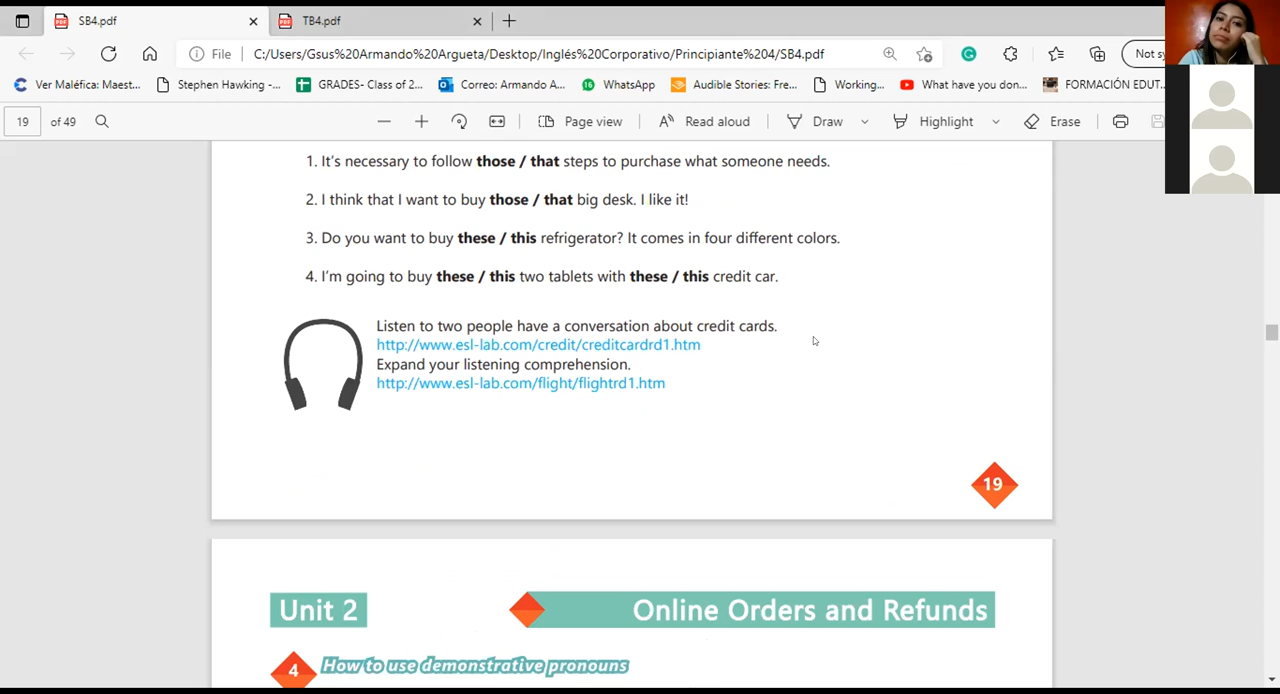 SB4.pdf
TB4.pdf
File
C:/Users/Gsus%20Armando%20Argueta/Desktop/Inglés%20Corporativo/Principiante%204/SB4.pdf
Not sy
Ver Maléfica: Maest...
Stephen Hawking -...
GRADES- Class of 2...
Correo: Armando A...
16
WhatsApp
Audible Stories: Fre...
Working...
What have you don...
FORMACIÓN EDUT...
19
of 49
Page view
Read aloud
Draw
Highlight
Erase
1. It's necessary to follow those / that steps to purchase what someone needs.
2. I think that I want to buy those / that big desk. I like it!
3. Do you want to buy these / this refrigerator? It comes in four different colors.
4. I'm going to buy these / this two tablets with these / this credit car.
Listen to two people have a conversation about credit cards.
http://www.esl-lab.com/credit/creditcardrd1.htm
Expand your listening comprehension.
http://www.esl-lab.com/flight/flightrd1.htm
19
Unit 2
Online Orders and Refunds
4
How to use demonstrative pronouns